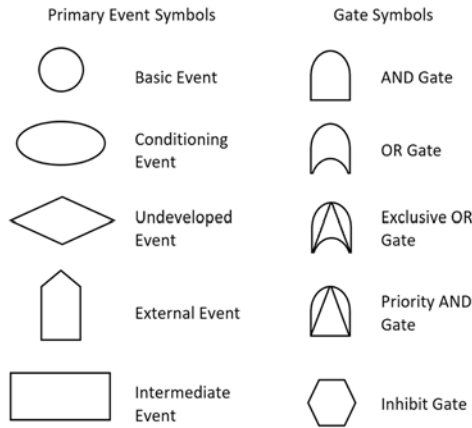 Primary Event Symbols
Gate Symbols
Basic Event
AND Gate
Conditioning
Event
OR Gate
Undeveloped
Event
Exclusive OR
Gate
External Event
Priority AND
Gate
Intermediate
Event
Inhibit Gate